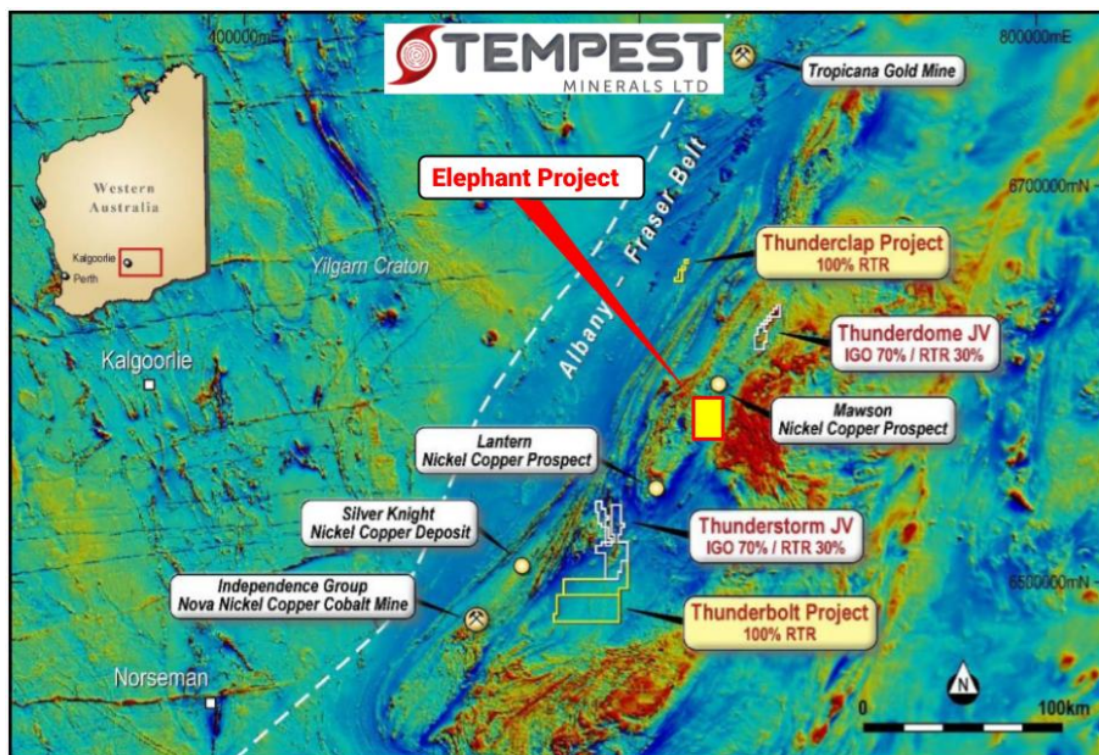 400000mE
800000mE
TEMPEST
MINERALS LTD
Tropicana Gold Mine
Elephant Project
6700000mN
Western
Australia
Kalgoorlie
Perth
Yilgarn Craton
Albany - Fraser Belt
Thunderclap Project
100% RTR
Thunderdome JV
IGO 70% / RTR 30%
Kalgoorlie
Mawson
Nickel Copper Prospect
Lantern
Nickel Copper Prospect
Silver Knight
Nickel Copper Deposit
Thunderstorm JV
IGO 70% / RTR 30%
Independence Group
Nova Nickel Copper Cobalt Mine
6500000mN
Thunderbolt Project
100% RTR
Norseman
N
0
100km